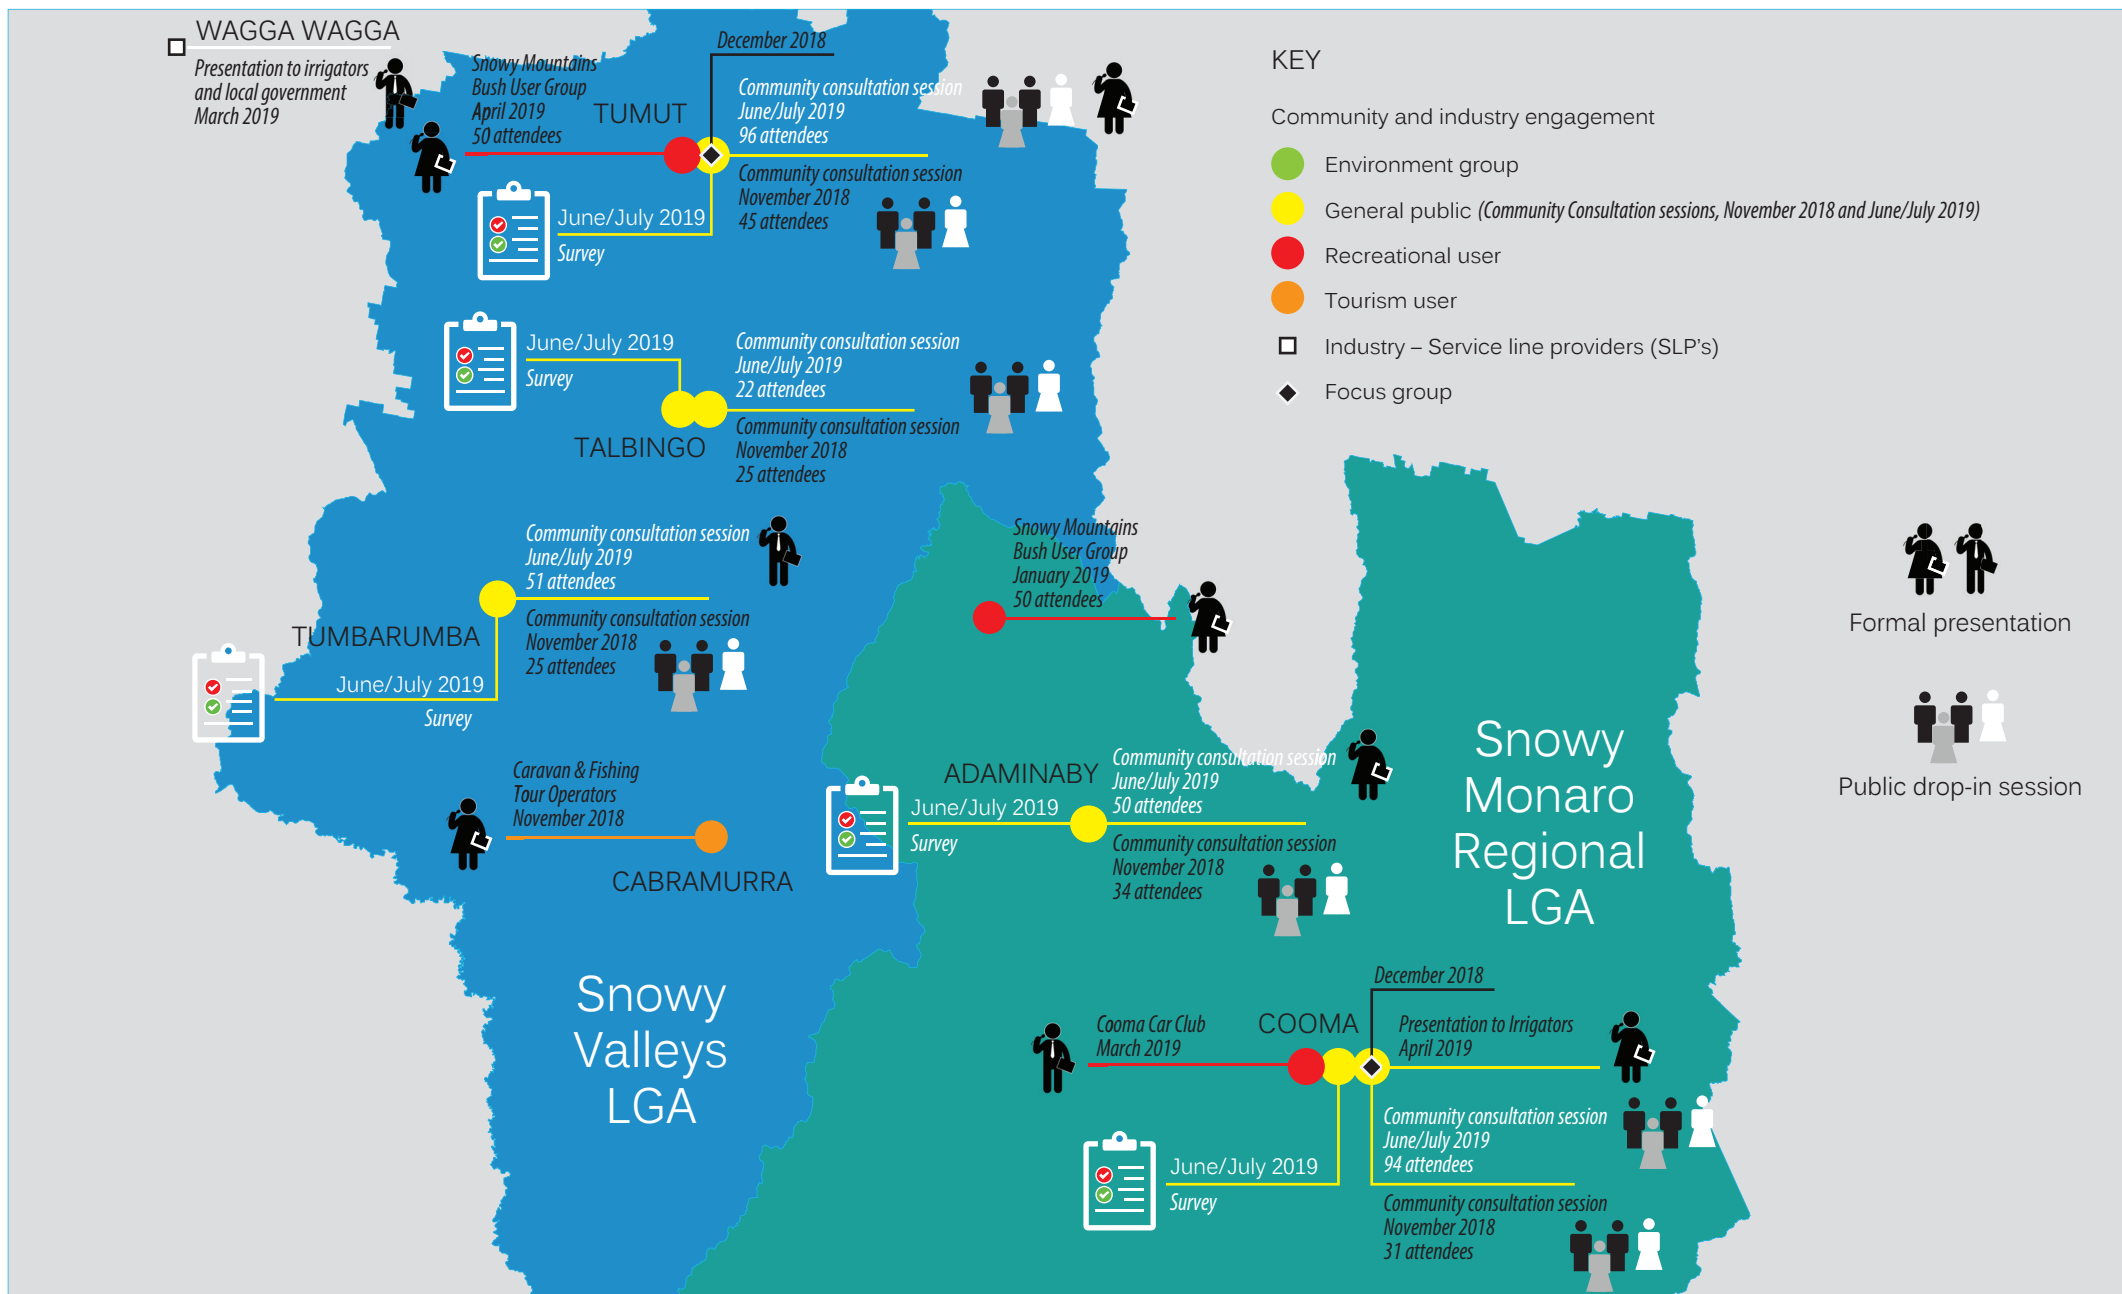 WAGGA WAGGA
Presentation to irrigators
and local government
March 2019
Snowy Mountains
Bush User Group
April 2019
50 attendees
TUMUT
December 2018
Community consultation session
June/July 2019
96 attendees
Community consultation session
November 2018
45 attendees
June/July 2019
Survey
June/July 2019
Survey
Community consultation session
June/July 2019
22 attendees
TALBINGO
Community consultation session
November 2018
25 attendees
Community consultation session
June/July 2019
51 attendees
TUMBARUMBA
Community consultation session
November 2018
25 attendees
June/July 2019
Survey
Snowy Mountains
Bush User Group
January 2019
50 attendees
Caravan & Fishing
Tour Operators
November 2018
CABRAMURRA
ADAMINABY
Community consultation session
June/July 2019
50 attendees
June/July 2019
Survey
Community consultation session
November 2018
34 attendees
Snowy
Valleys
LGA
Snowy
Monaro
Regional
LGA
December 2018
Cooma Car Club
March 2019
COOMA
Presentation to Irrigators
April 2019
Community consultation session
June/July 2019
94 attendees
June/July 2019
Survey
Community consultation session
November 2018
31 attendees
KEY
Community and industry engagement
Environment group
General public (Community Consultation sessions, November 2018 and June/July 2019)
Recreational user
Tourism user
Industry – Service line providers (SLP's)
Focus group
Formal presentation
Public drop-in session